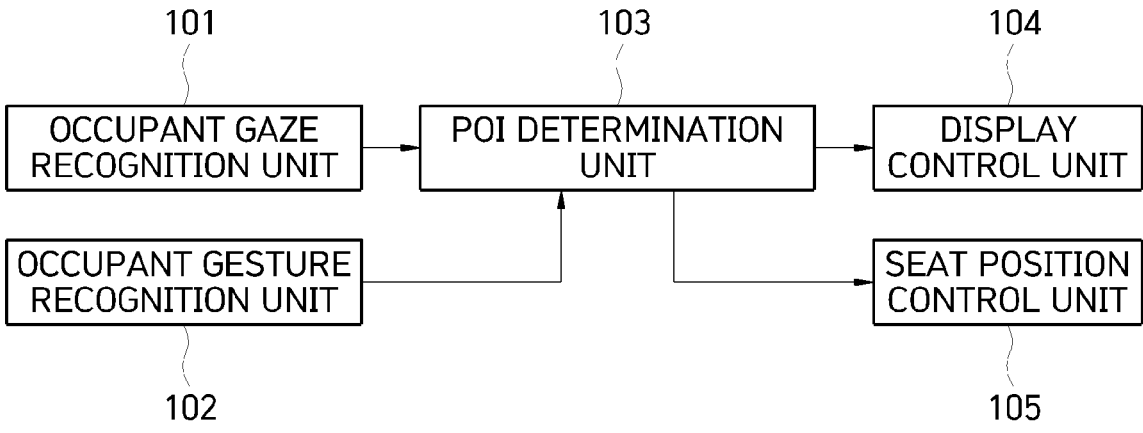 101
103
104
OCCUPANT GAZE
RECOGNITION UNIT
POI DETERMINATION
UNIT
DISPLAY
CONTROL UNIT
OCCUPANT GESTURE
RECOGNITION UNIT
SEAT POSITION
CONTROL UNIT
102
105